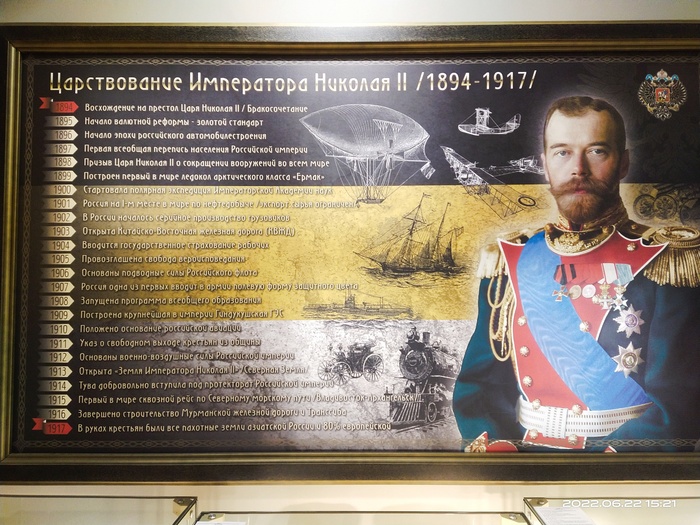 Царствование Императора Николая II /1894-1917/
1894 Восхождение на престол Царя Николая II / Бракосочетание
1895 Начало валютной реформы - золотой стандарт
1896 Начало эпохи российского автомобилестроения
1897 Первая всеобщая перепись населения Российской империи
1898 Призыв Царя Николая II о сокращении вооружений во всем мире
1899 Построен первый в мире ледокол арктического класса «Ермак»
1900 Стартовала полярная экспедиция Императорской Академии наук
1901 Россия на 1-м месте в мире по нефтедобыче /экспорт сырья ограничен/
1902 В России началось серийное производство грузовиков
1903 Открыта Китайско-Восточная железная дорога (КВЖД)
1904 Вводится государственное страхование рабочих
1905 Провозглашена свобода вероисповедания
1906 Основаны подводные силы Российского флота
1907 Россия одна из первых вводит в армии полевую форму защитного цвета
1908 Запущена программа всеобщего образования
1909 Построена крупнейшая в империи Гиндукушская ГЭС
1910 Положено основание российской авиации
1911 Указ о свободном выходе крестьян из общины
1912 Основаны военно-воздушные силы Российской империи
1913 Открыта «Земля Императора Николая II» /Северная Земля/
1914 Тува добровольно вступила под протекторат Российской империи
1915 Первый в мире сквозной рейс по Северному морскому пути /Владивосток-Архангельск/
1916 Завершено строительство Мурманской железной дороги и Транссиба
1917 В руках крестьян были все пахотные земли азиатской России и 80% европейской
2022.06.22 15:21